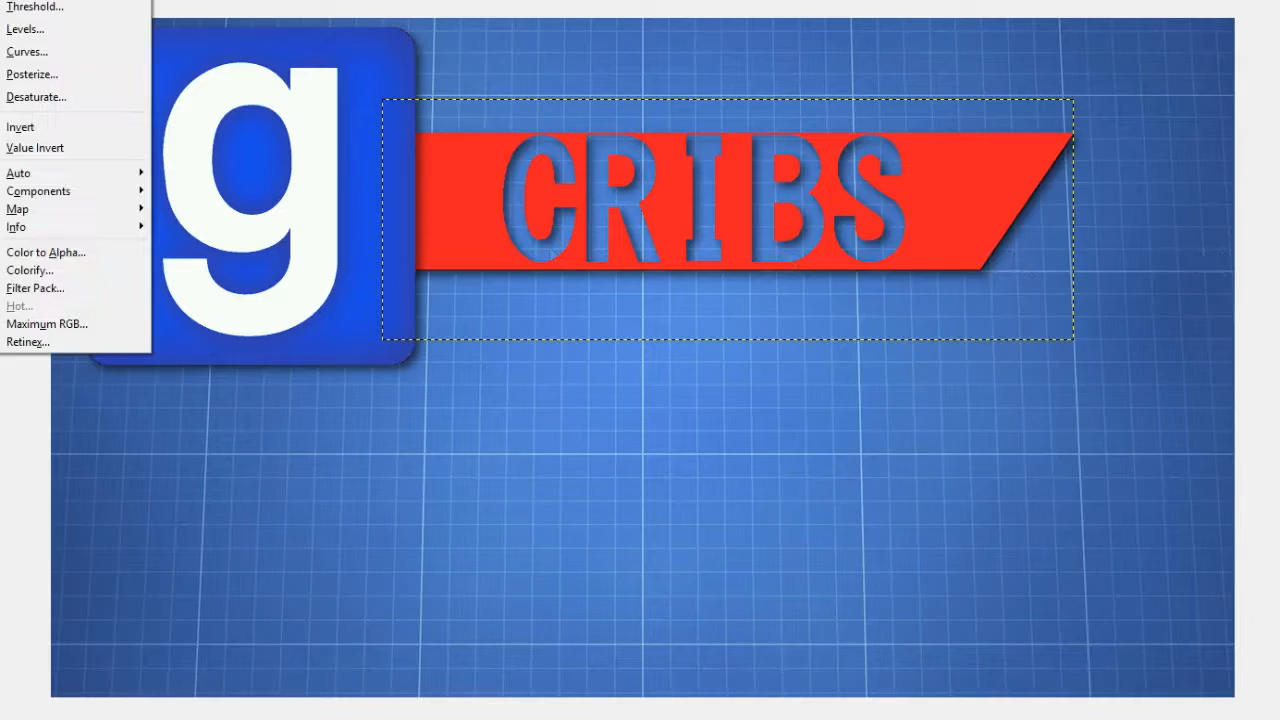 Threshold...
Levels...
Curves...
Posterize...
Desaturate...
Invert
Value Invert
Auto
Components
Map
Info
Color to Alpha...
Colorify...
Filter Pack...
Hot...
Maximum RGB...
Retinex...
g
CRIBS